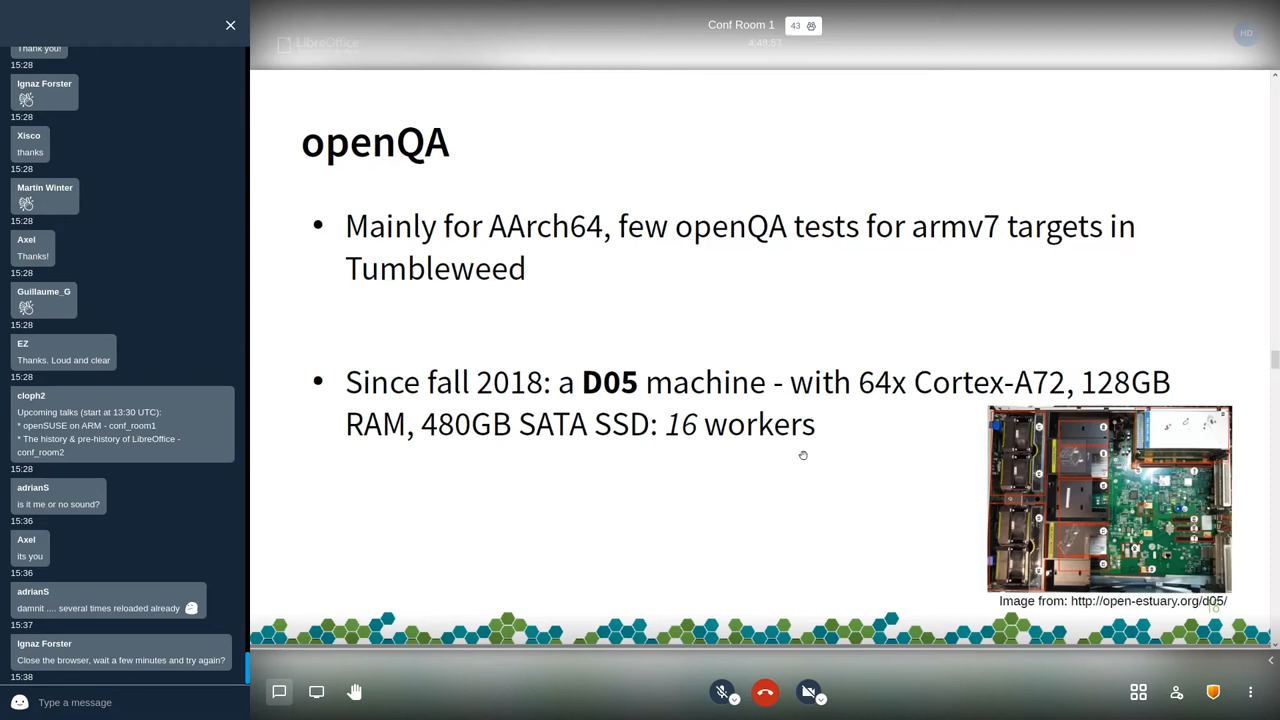 Thank you!
15:28
Ignaz Forster
15:28
Xisco
thanks
15:28
Martin Winter
15:28
Axel
Thanks!
15:28
Guillaume_G
15:28
EZ
Thanks. Loud and clear
15:28
cloph2
Upcoming talks (start at 13:30 UTC):
* openSUSE on ARM - conf_room1
* The history & pre-history of LibreOffice -
conf_room2
15:28
adrianS
is it me or no sound?
15:36
Axel
its you
15:36
adrianS
damnit .... several times reloaded already
15:37
Ignaz Forster
Close the browser, wait a few minutes and try again?
15:38
Type a message
Conf Room 1
43
4:48:57
HD
LibreOffice
openQA
• Mainly for AArch64, few openQA tests for armv7 targets in
Tumbleweed
• Since fall 2018: a D05 machine - with 64x Cortex-A72, 128GB
RAM, 480GB SATA SSD: 16 workers
Image from: http://open-estuary.org/d05/